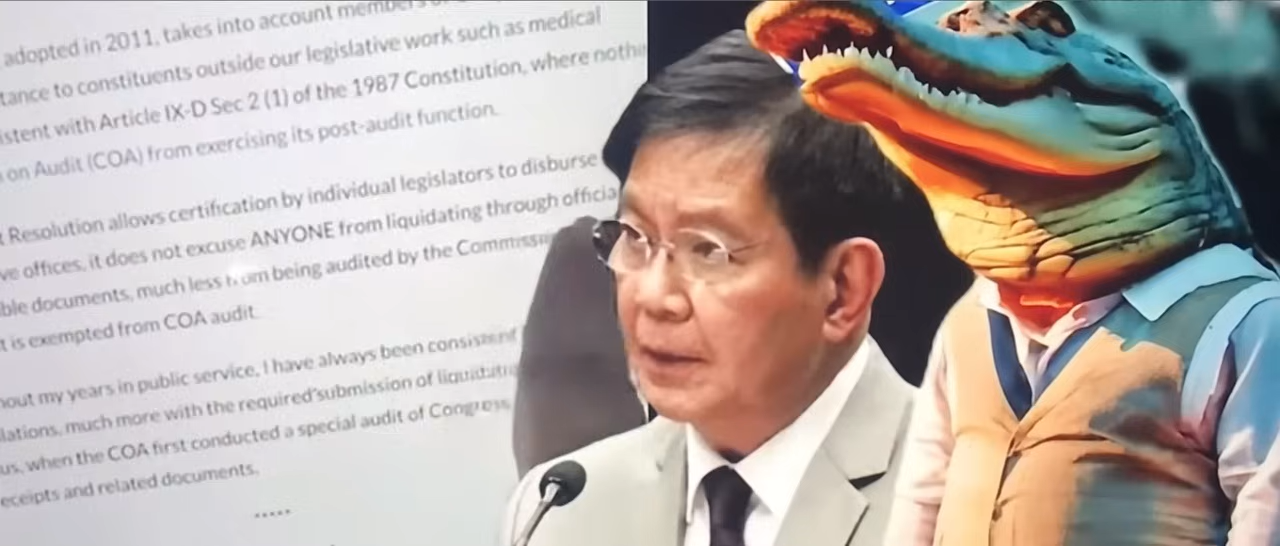 adopted in 2011, takes into account members
tance to constituents outside our legislative work such as medical
istent with Article IX-D Sec 2 (1) of the 1987 Constitution, where nothi
on Audit (COA) from exercising its post-audit function.
t Resolution allows certification by individual legislators to disburse
ve offices, it does not excuse ANYONE from liquidating through officia
ble documents, much less from being audited by the Commissi
t is exempted from COA audit.
hout my years in public service, I have always been consistent
lations, much more with the required submission of liquidati
us, when the COA first conducted a special audit of Congress,
eceipts and related documents.
.....